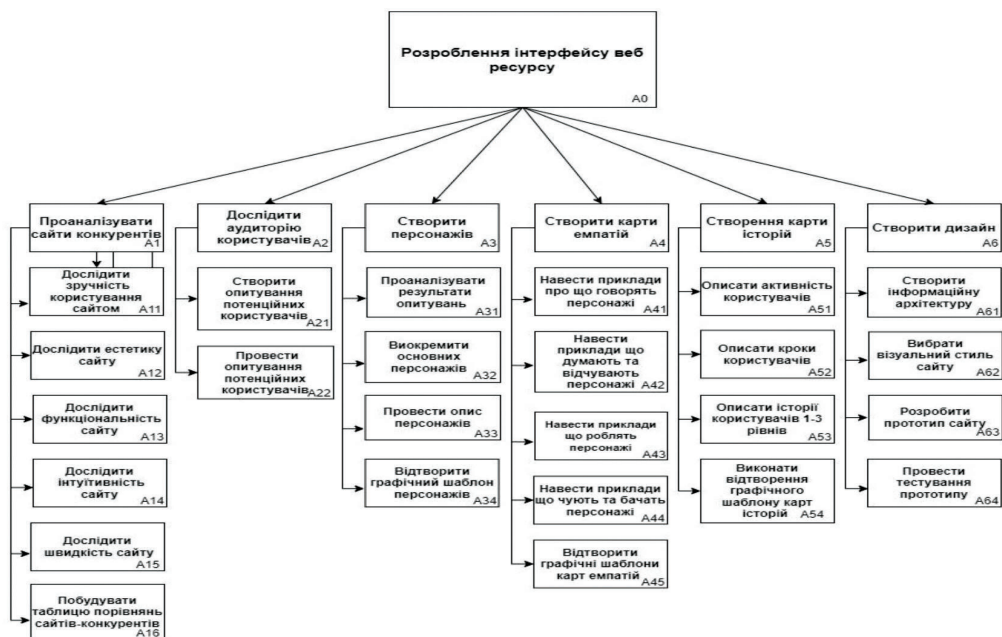 Розроблення інтерфейсу веб
ресурсу
A0
Проаналізувати
сайти конкурентів
A1
Дослідити
зручність
користування
сайтом
A11
Дослідити естетику
сайту
A12
Дослідити
функціональність
сайту
A13
Дослідити
інтуїтивність
сайту
A14
Дослідити
швидкість сайту
A15
Побудувати
таблицю порівнянь
сайтів-конкурентів
A16
Дослідити
аудиторію
користувачів
A2
Створити
опитування
потенційних
користувачів
A21
Провести
опитування
потенційних
користувачів
A22
Створити
персонажів
A3
Проаналізувати
результати
опитувань
A31
Виокремити
основних
персонажів
A32
Провести опис
персонажів
A33
Відтворити
графічний шаблон
персонажів
A34
Створити карти
емпатій
A4
Навести приклади
про що говорять
персонажі
A41
Навести
приклади що
думають та
відчувають
персонажі
A42
Навести приклади
що роблять
персонажі
A43
Навести приклади
що чують та бачать
персонажі
A44
Відтворити
графічні шаблони
карт емпатій
A45
Створення карти
історій
A5
Описати активність
користувачів
A51
Описати кроки
користувачів
A52
Описати історії
користувачів 1-3
рівнів
A53
Виконати
відтворення
графічного
шаблону карт
історій
A54
Створити дизайн
A6
Створити
інформаційну
архітектуру
A61
Вибрати
візуальний стиль
сайту
A62
Розробити
прототип сайту
A63
Провести
тестування
прототипу
A64